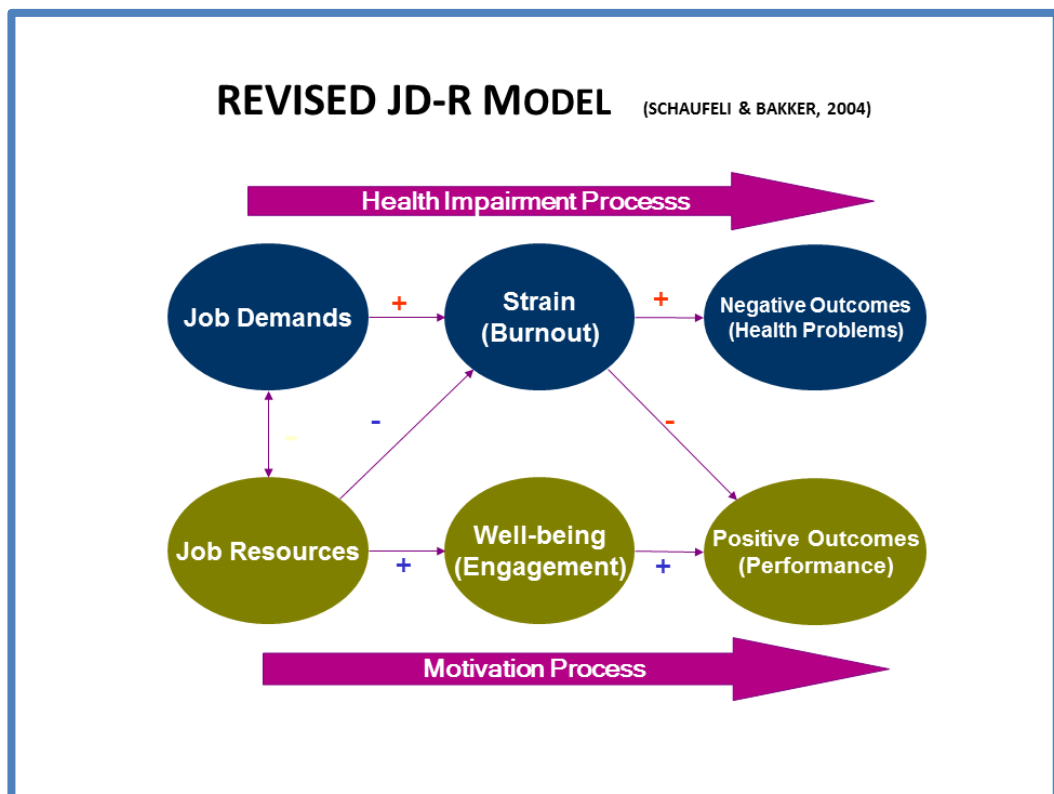 REVISED JD-R MODEL (SCHAUFELI & BAKKER, 2004)
Health Impairment Processs
Job Demands
+
Strain
(Burnout)
+
Negative Outcomes
(Health Problems)
-
-
-
Job Resources
+
Well-being
(Engagement)
+
Positive Outcomes
(Performance)
Motivation Process